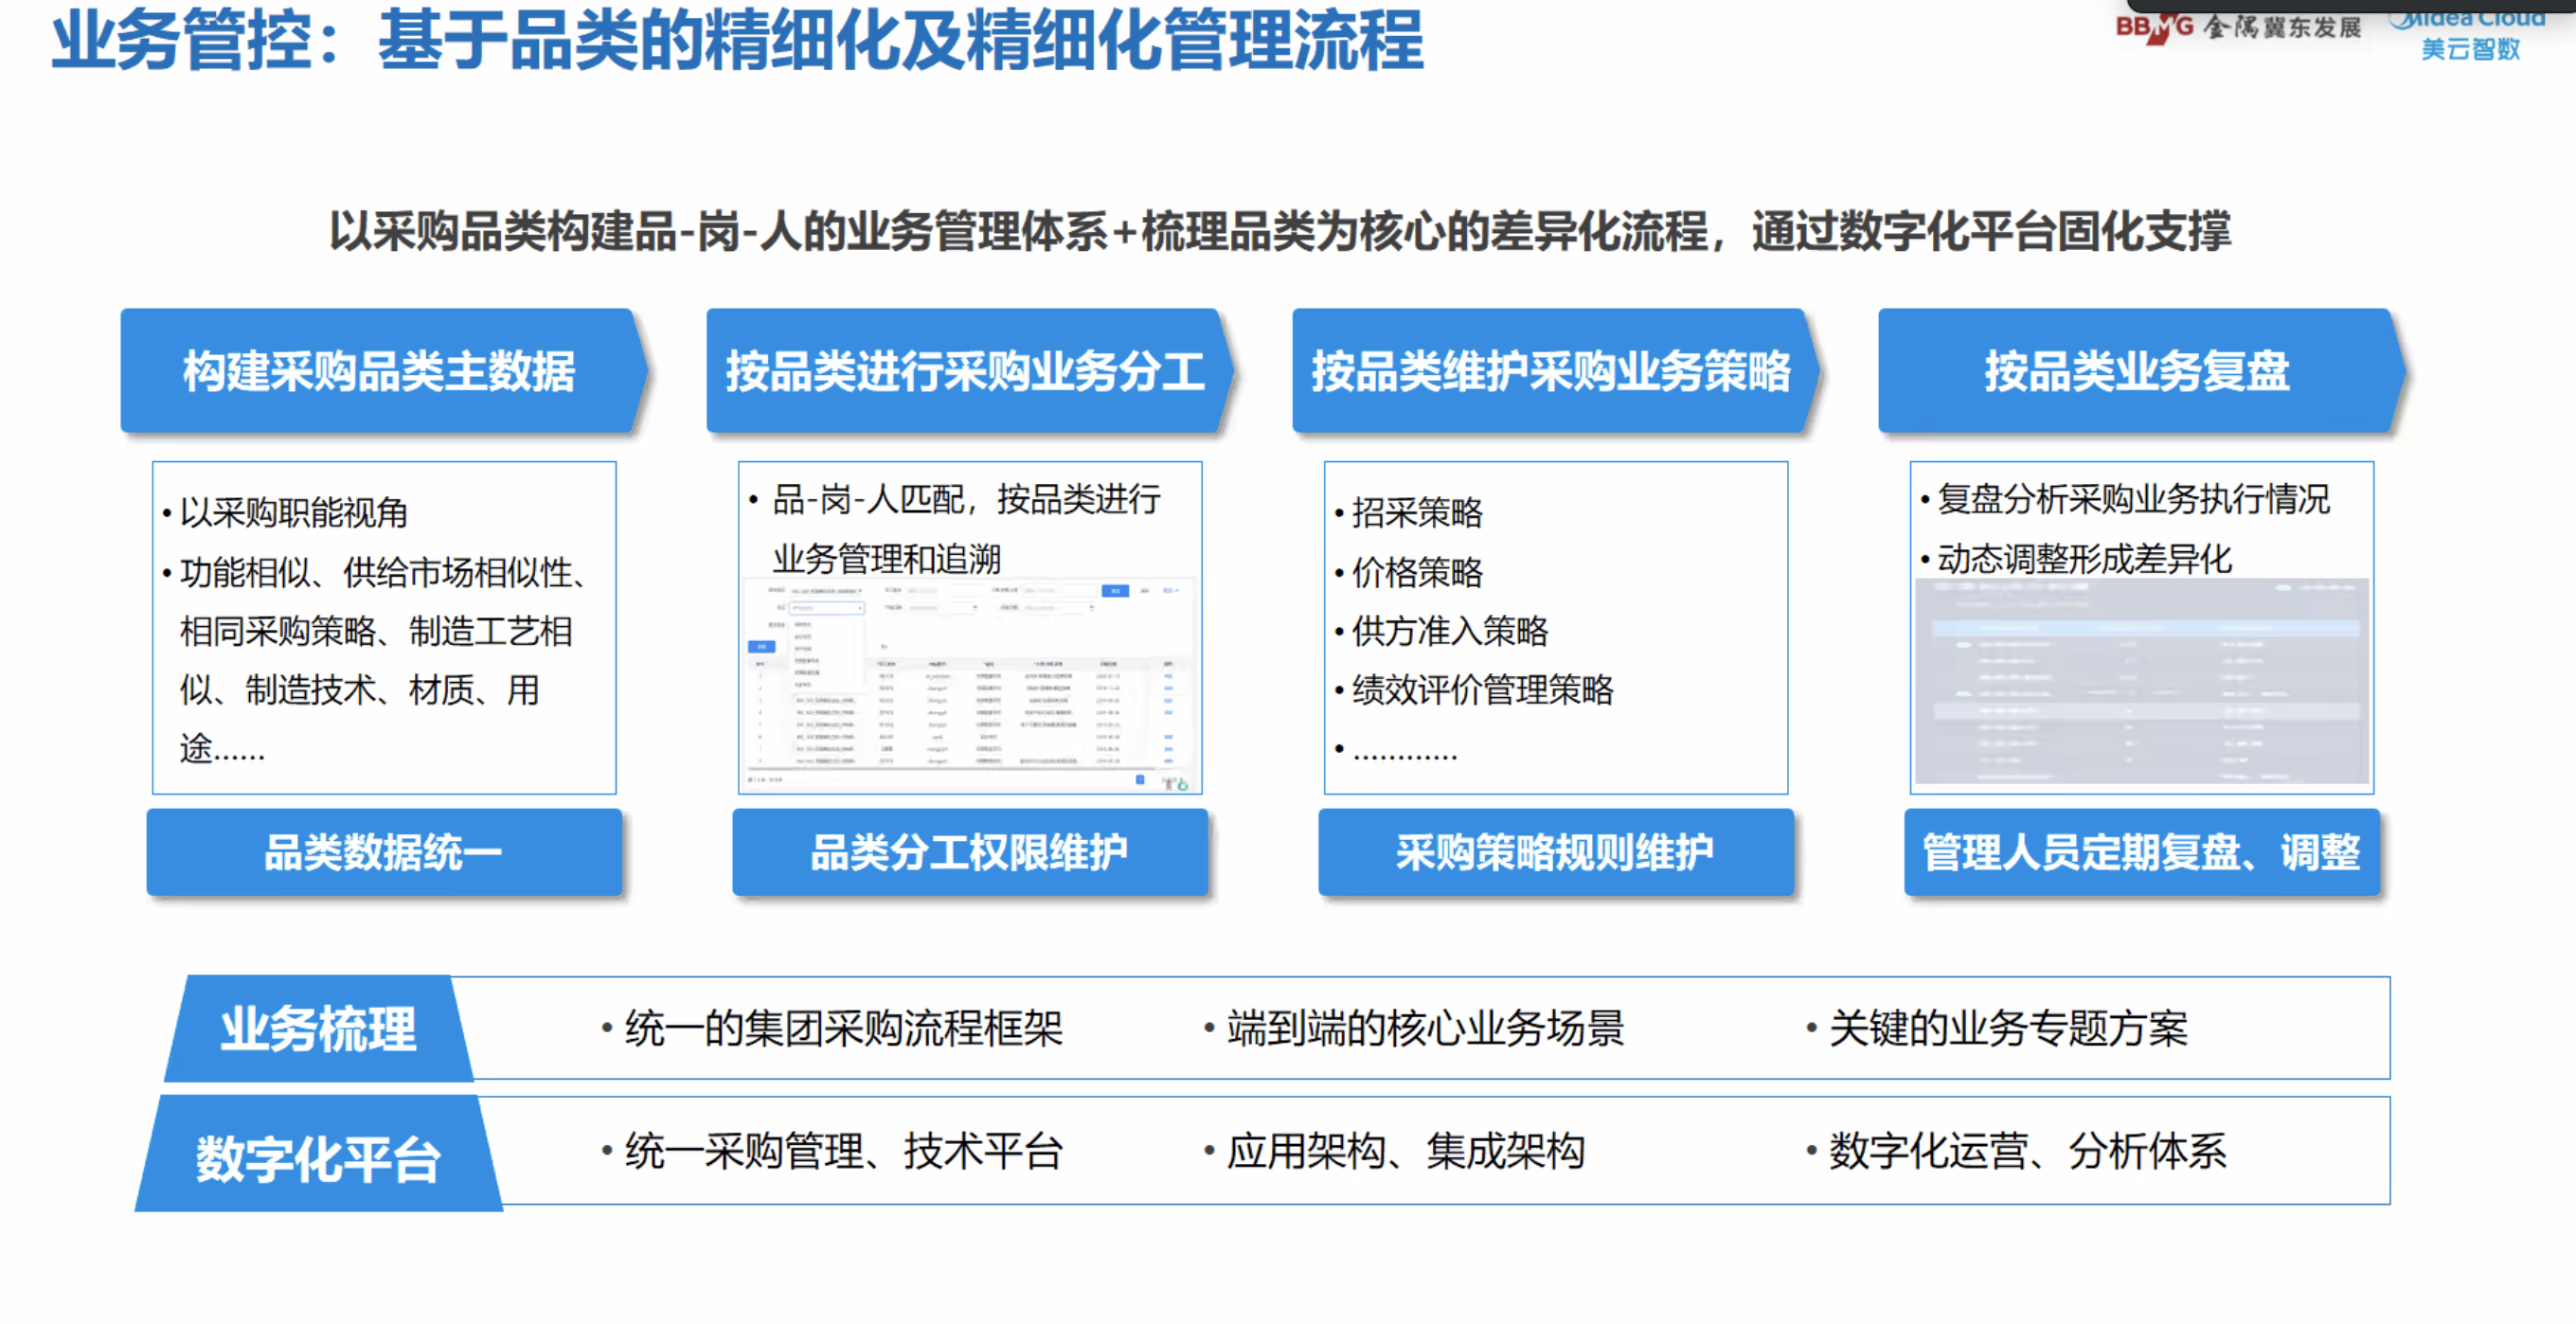 业务管控：基于品类的精细化及精细化管理流程
BBMG 金隅冀东发展
Midea Cloud
美云智数
以采购品类构建品-岗-人的业务管理体系+梳理品类为核心的差异化流程，通过数字化平台固化支撑
构建采购品类主数据
•以采购职能视角
•功能相似、供给市场相似性、
相同采购策略、制造工艺相
似、制造技术、材质、用
途......
品类数据统一
按品类进行采购业务分工
• 品-岗-人匹配，按品类进行
业务管理和追溯
品类分工权限维护
按品类维护采购业务策略
•招采策略
•价格策略
•供方准入策略
•绩效评价管理策略
•............
采购策略规则维护
按品类业务复盘
•复盘分析采购业务执行情况
•动态调整形成差异化
管理人员定期复盘、调整
业务梳理
•统一的集团采购流程框架
•端到端的核心业务场景
•关键的业务专题方案
数字化平台
•统一采购管理、技术平台
•应用架构、集成架构
•数字化运营、分析体系